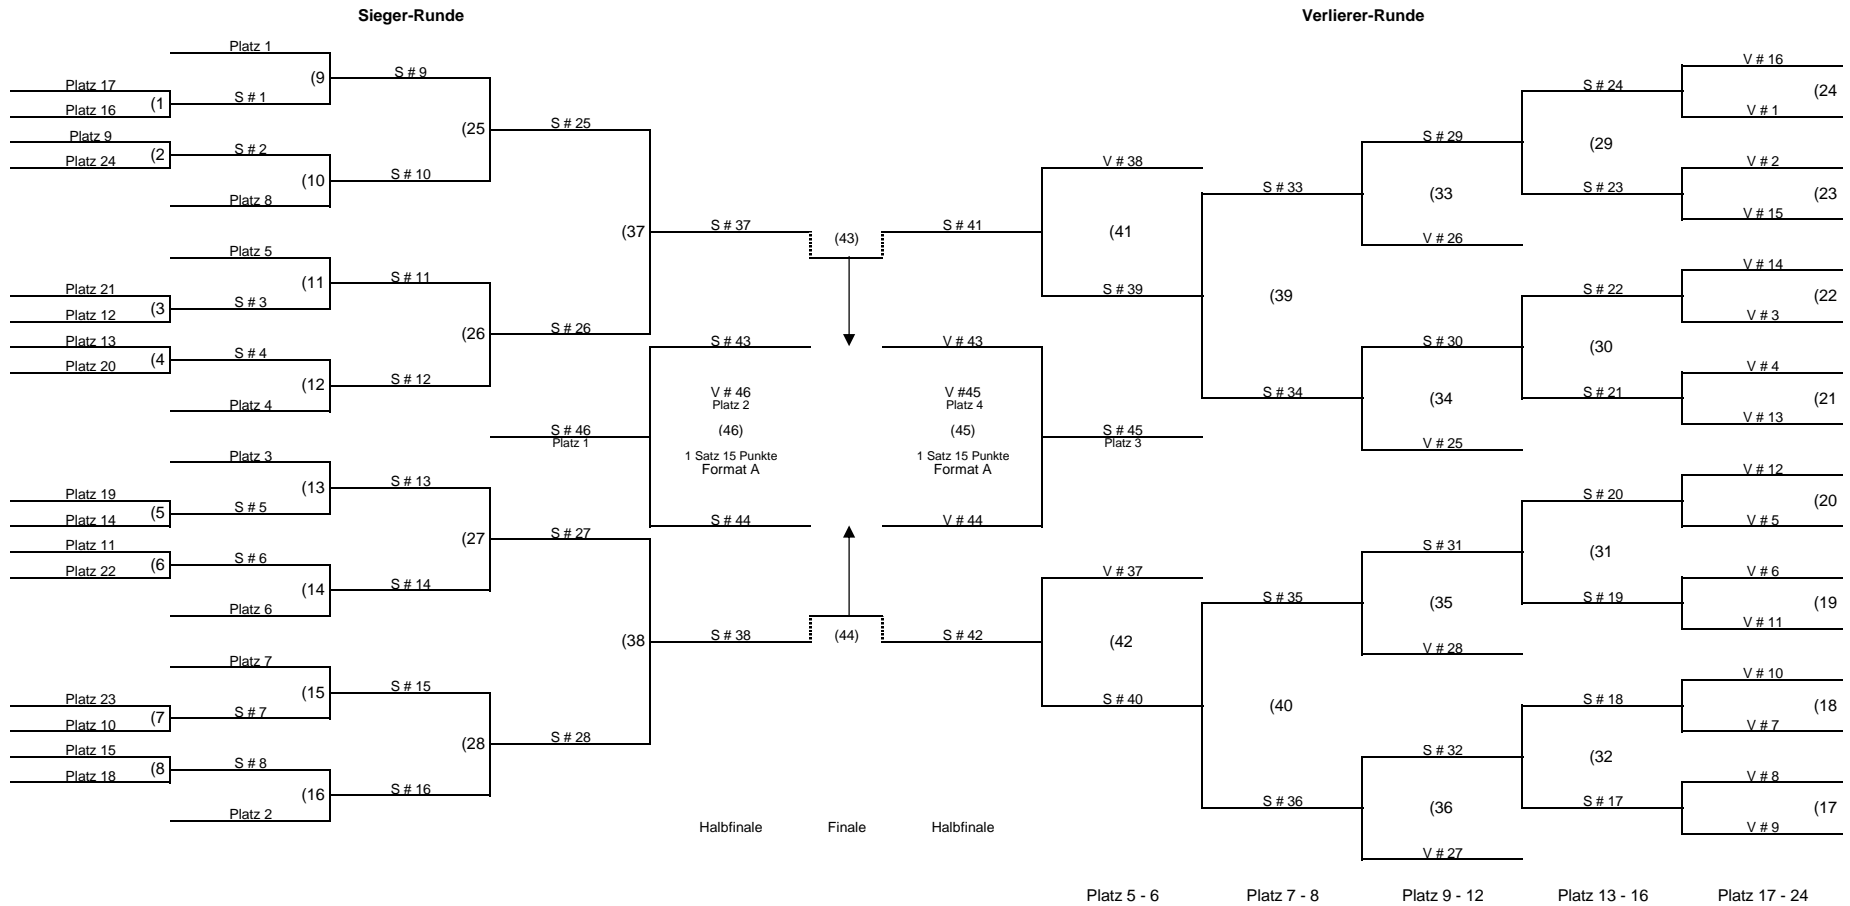 Sieger-Runde
Verlierer-Runde
Platz 1
(9
S # 9
Platz 17
(1
S # 1
Platz 16
Platz 9
(2
S # 2
Platz 24
(10
S # 10
Platz 8
(25
S # 25
Platz 5
(11
S # 11
Platz 21
(3
S # 3
Platz 12
Platz 13
(4
S # 4
Platz 20
(12
S # 12
Platz 4
(26
S # 26
(37
S # 37
Platz 3
(13
S # 13
Platz 19
(5
S # 5
Platz 14
Platz 11
(6
S # 6
Platz 22
(14
S # 14
Platz 6
(27
S # 27
Platz 7
(15
S # 15
Platz 23
(7
S # 7
Platz 10
Platz 15
(8
S # 8
Platz 18
(16
S # 16
Platz 2
(28
S # 28
(38
S # 38
(43)
S # 41
S # 43
V # 46
Platz 2
(46)
1 Satz 15 Punkte
Format A
S # 46
Platz 1
S # 44
V # 43
V #45
Platz 4
(45)
1 Satz 15 Punkte
Format A
S # 45
Platz 3
V # 44
(44)
S # 42
Halbfinale
Finale
Halbfinale
V # 38
(41
S # 39
V # 37
(42
S # 40
S # 33
(39
S # 34
S # 35
(40
S # 36
S # 29
(33
V # 26
S # 30
(34
V # 25
S # 31
(35
V # 28
S # 32
(36
V # 27
S # 24
(29
S # 23
S # 22
(30
S # 21
S # 20
(31
S # 19
S # 18
(32
S # 17
V # 16
(24
V # 1
V # 2
(23
V # 15
V # 14
(22
V # 3
V # 4
(21
V # 13
V # 12
(20
V # 5
V # 6
(19
V # 11
V # 10
(18
V # 7
V # 8
(17
V # 9
Platz 5 - 6
Platz 7 - 8
Platz 9 - 12
Platz 13 - 16
Platz 17 - 24